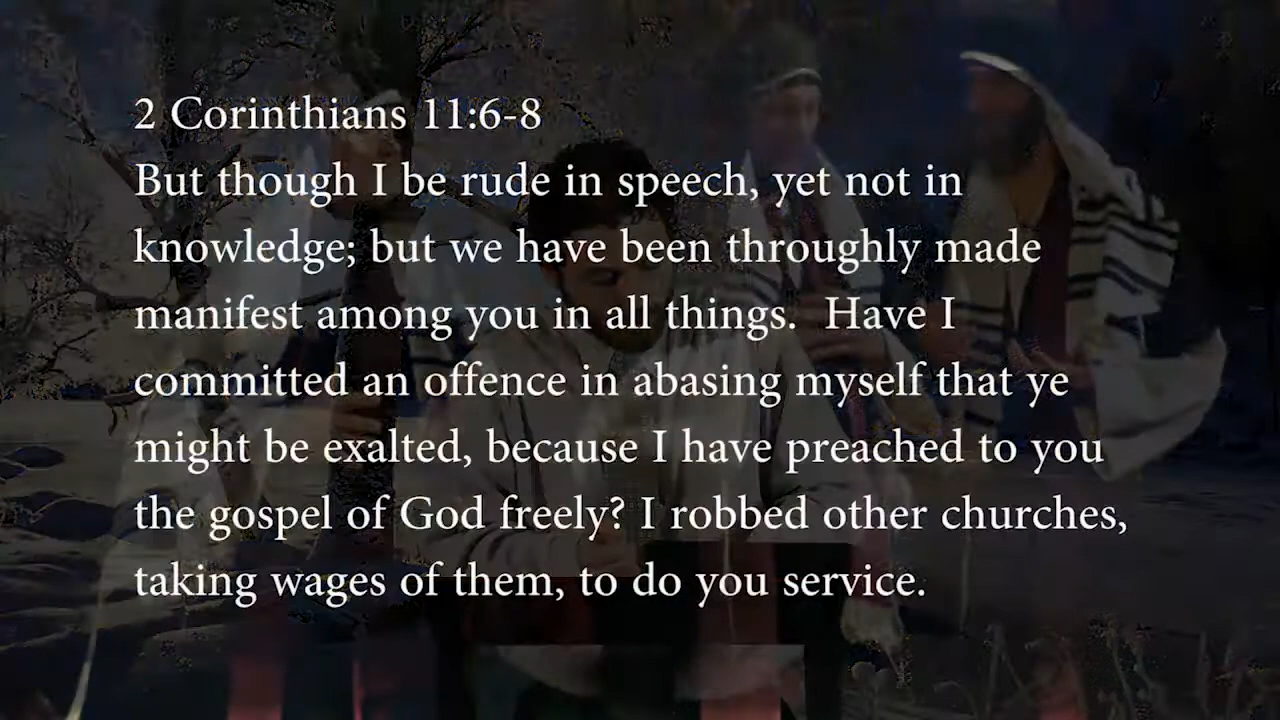 2 Corinthians 11:6-8
But though I be rude in speech, yet not in
knowledge; but we have been throughly made
manifest among you in all things.  Have I
committed an offence in abasing myself that ye
might be exalted, because I have preached to you
the gospel of God freely? I robbed other churches,
taking wages of them, to do you service.